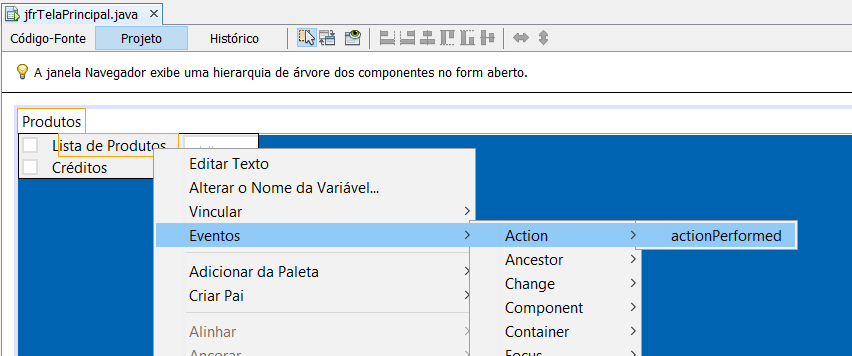 jfrTelaPrincipal.java
Código-Fonte Projeto Histórico
A janela Navegador exibe uma hierarquia de árvore dos componentes no form aberto.
Produtos
Lista de Produtos
Créditos
Editar Texto
Alterar o Nome da Variável...
Vincular
Eventos
Adicionar da Paleta
Criar Pai
Alinhar
Ancorar
Action
Ancestor
Change
Component
Container
Focus
actionPerformed